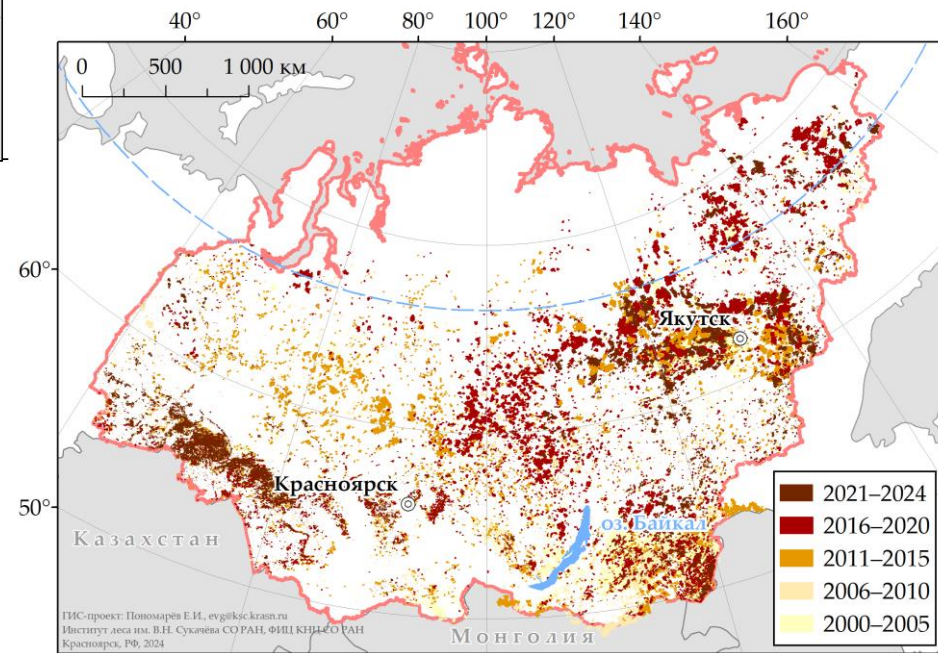 40° 60° 80° 100° 120° 140° 160°
0 500 1 000 км
60°
Якутск
Красноярск
50°
оз. Байкал
Казахстан
2021–2024
2016–2020
2011–2015
2006–2010
2000–2005
ГИС-проект: Пономарёв Е.И., evg@ksc.krasn.ru
Институт леса им. В.Н. Сукачёва СО РАН, ФИЦ КНЦ СО РАН
Красноярск, РФ, 2024
Монголия